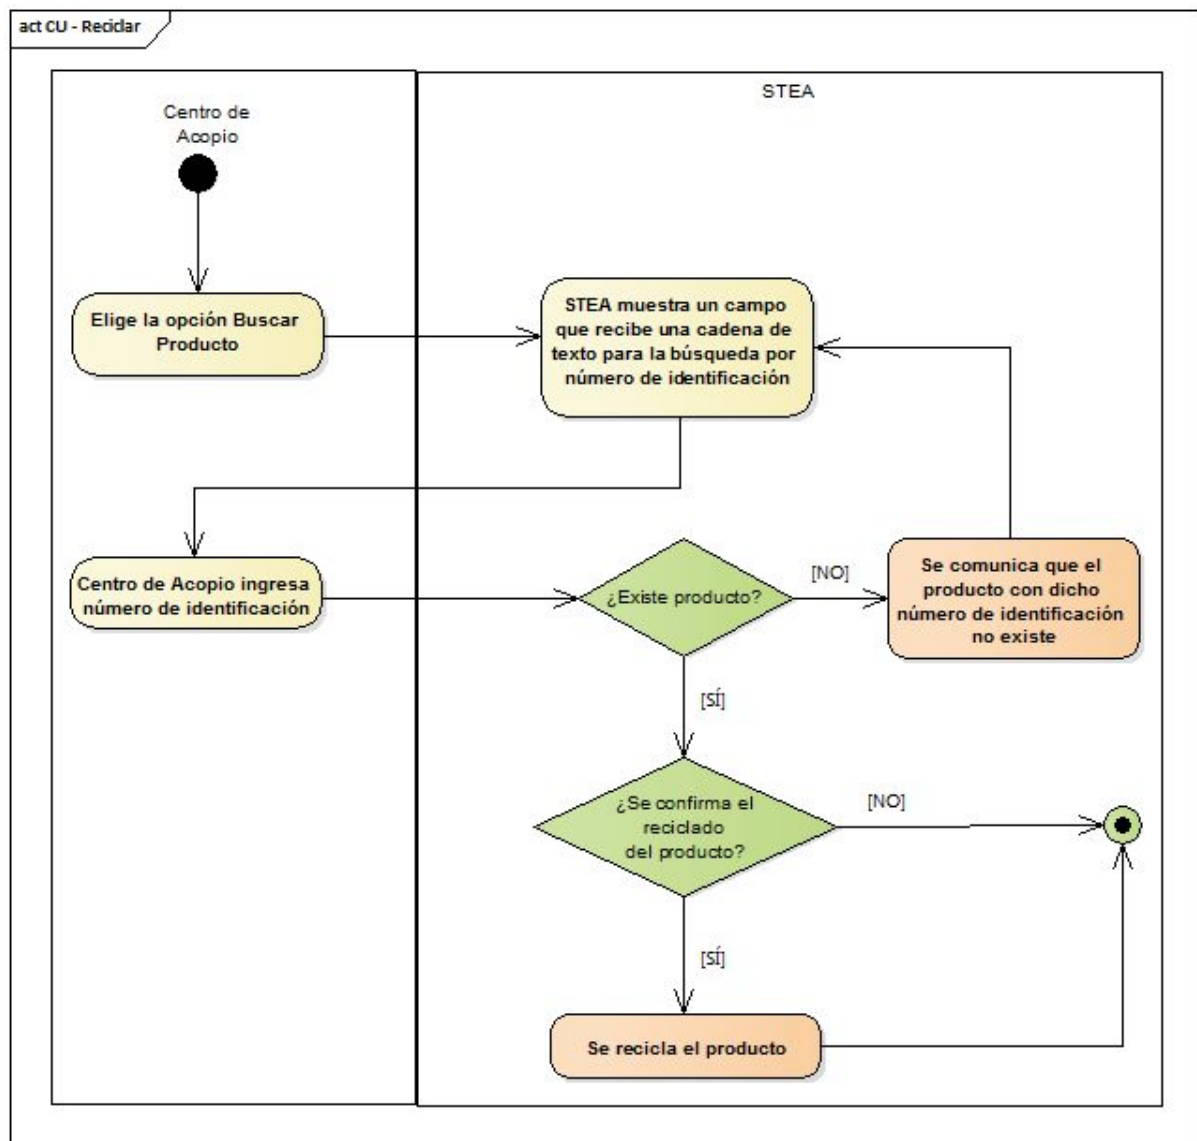 act CU - Reciclar
STEA
Centro de
Acopio
Elige la opción Buscar
Producto
STEA muestra un campo
que recibe una cadena de
texto para la búsqueda por
número de identificación
Centro de Acopio ingresa
número de identificación
¿Existe producto?
[NO]
Se comunica que el
producto con dicho
número de identificación
no existe
[SÍ]
¿Se confirma el
reciclado
del producto?
[NO]
[SÍ]
Se recicla el producto